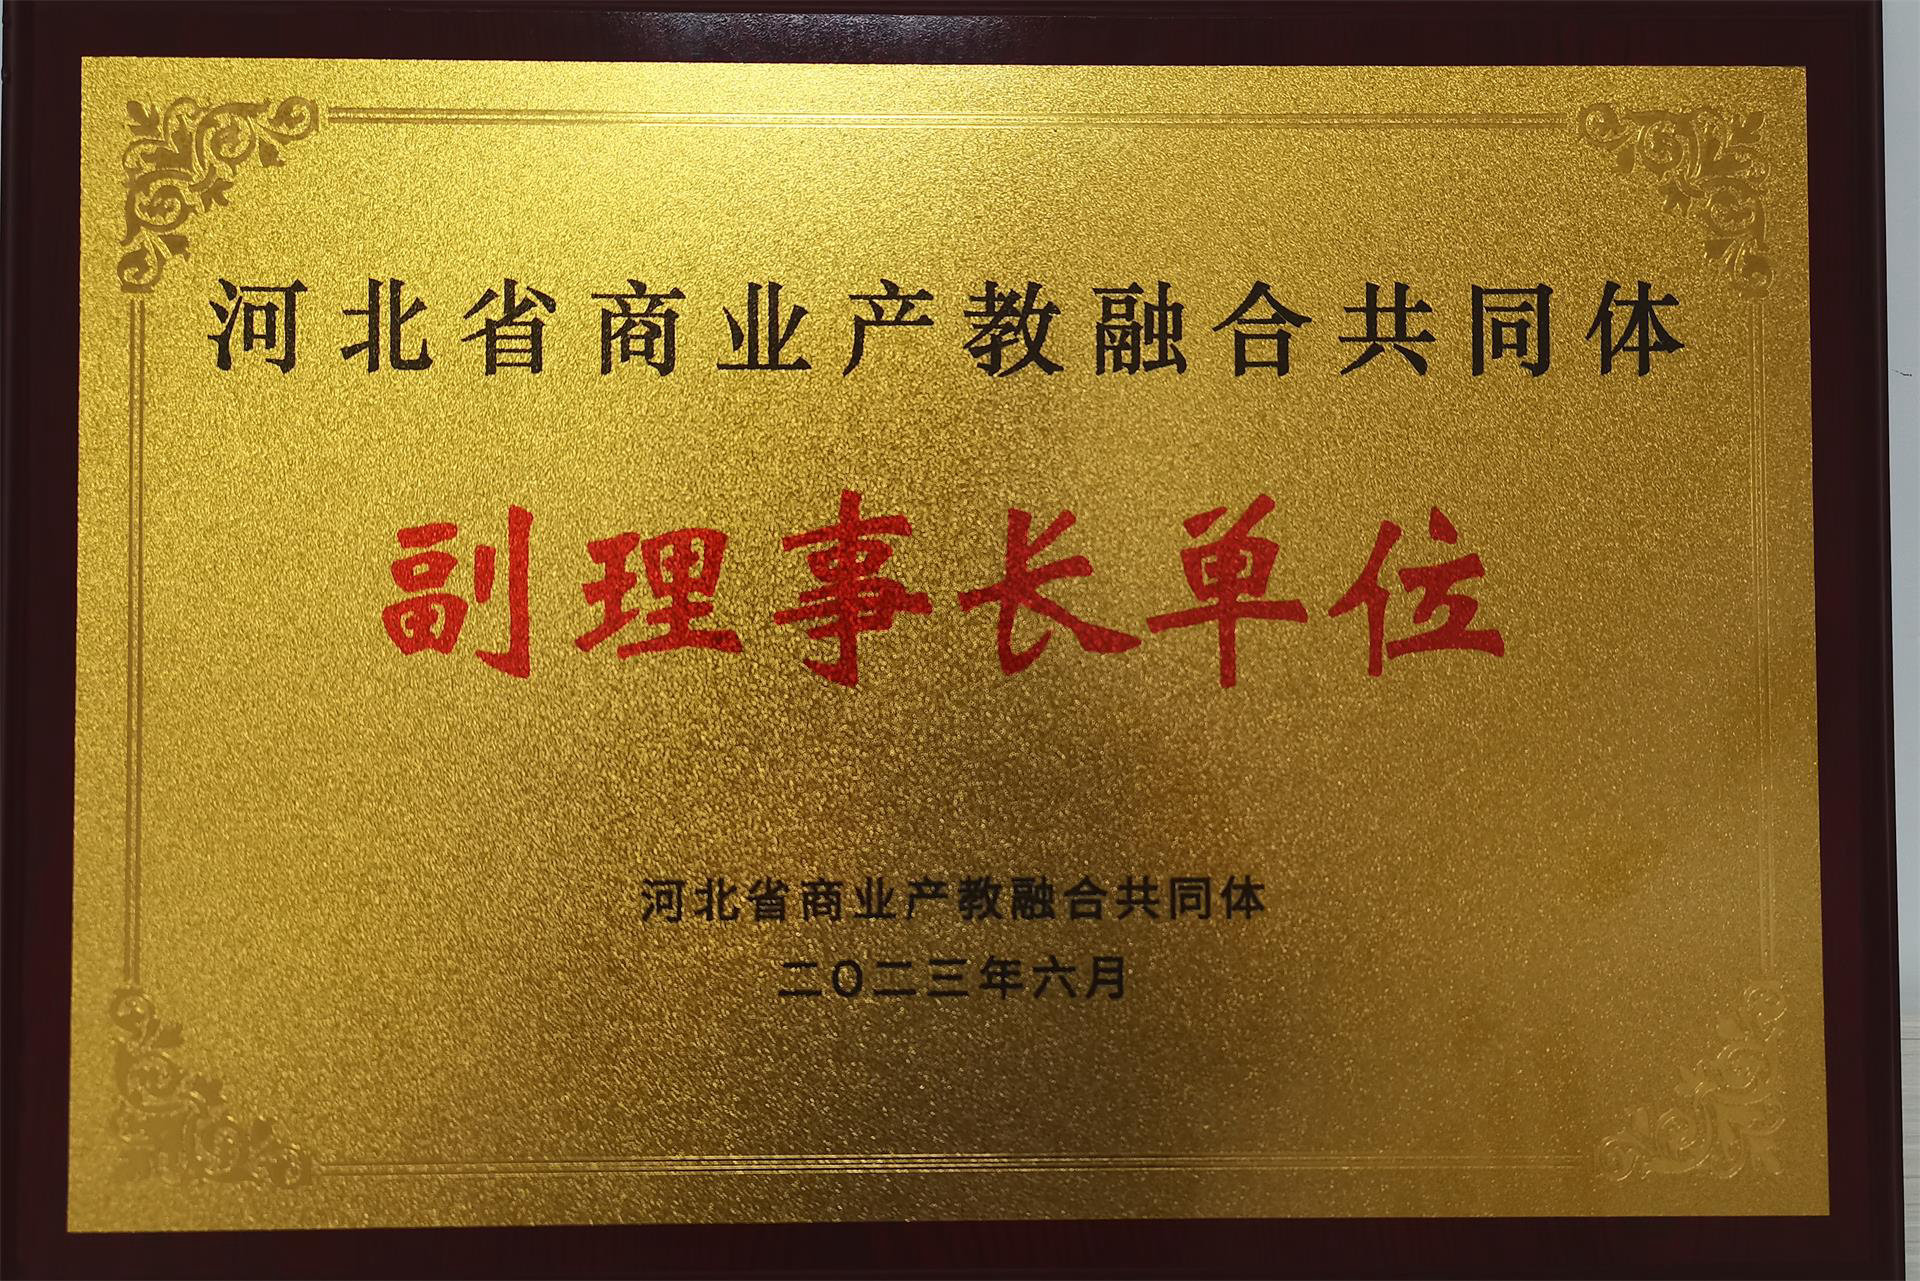 河北省商业产教融合共同体
副理事长单位
河北省商业产教融合共同体
二〇二三年六月